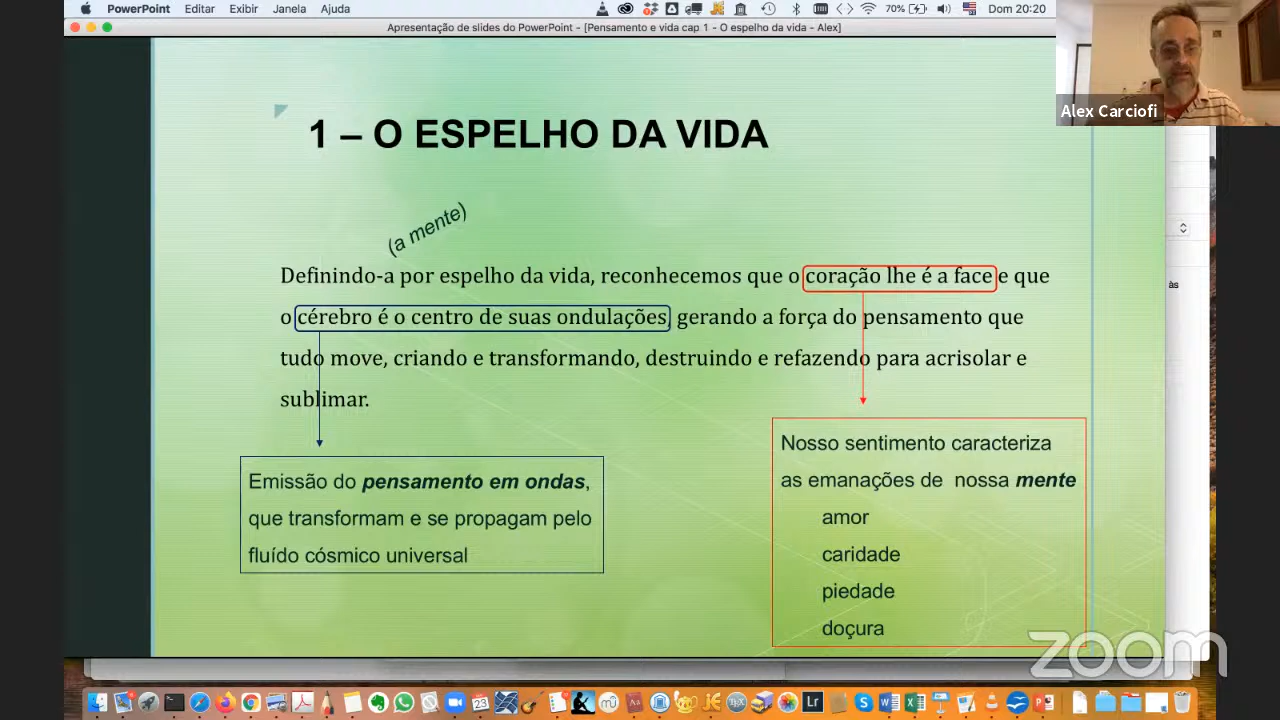 PowerPoint Editar Exibir Janela Ajuda
70% Dom 20:20
Apresentação de slides do PowerPoint - [Pensamento e vida cap 1 - O espelho da vida - Alex]
Alex Carciofi
1 – O ESPELHO DA VIDA
(a mente)
Definindo-a por espelho da vida, reconhecemos que o coração lhe é a face e que
o cérebro é o centro de suas ondulações, gerando a força do pensamento que
tudo move, criando e transformando, destruindo e refazendo para acrisolar e
sublimar.
Emissão do pensamento em ondas,
que transformam e se propagam pelo
fluído cósmico universal
Nosso sentimento caracteriza
as emanações de nossa mente
amor
caridade
piedade
doçura
às
zoom
23
Lr